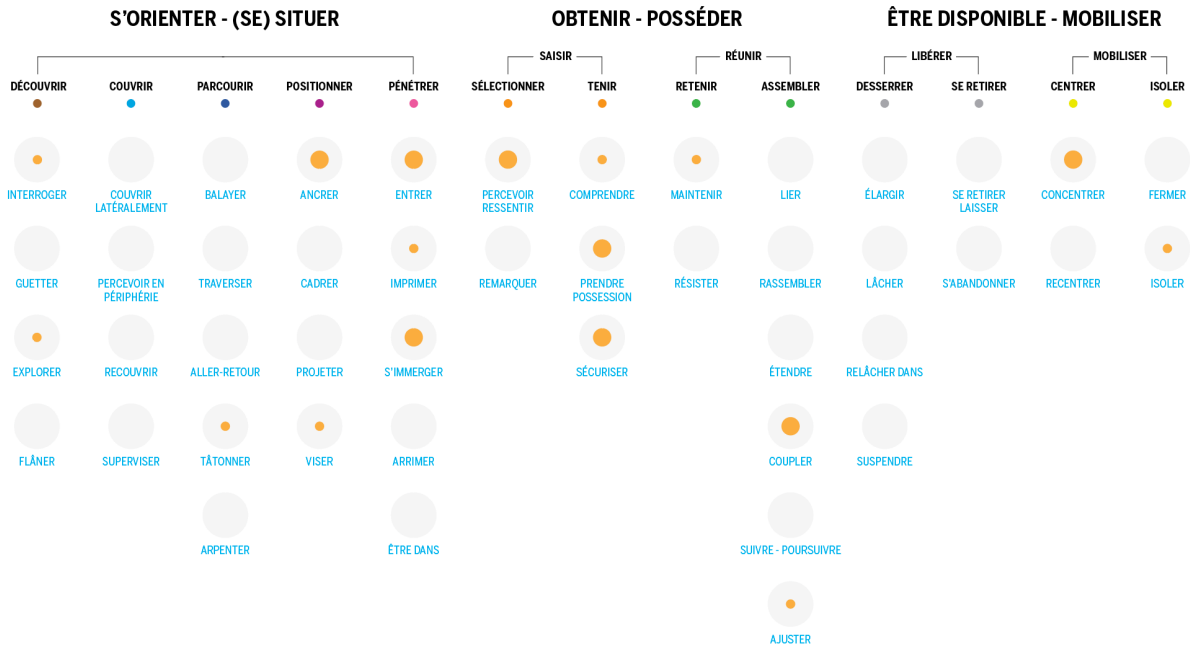 S'ORIENTER - (SE) SITUER
OBTENIR - POSSÉDER
ÊTRE DISPONIBLE - MOBILISER
SAISIR
RÉUNIR
LIBÉRER
MOBILISER
DÉCOUVRIR
COUVRIR
PARCOURIR
POSITIONNER
PÉNÉTRER
SÉLECTIONNER
TENIR
RETENIR
ASSEMBLER
DESSERRER
SE RETIRER
CENTRER
ISOLER
INTERROGER
COUVRIR
LATÉRALEMENT
BALAYER
ANCRER
ENTRER
PERCEVOIR
RESSENTIR
COMPRENDRE
MAINTENIR
LIER
ÉLARGIR
SE RETIRER
LAISSER
CONCENTRER
FERMER
GUETTER
PERCEVOIR EN
PÉRIPHÉRIE
TRAVERSER
CADRER
IMPRIMER
REMARQUER
PRENDRE
POSSESSION
RÉSISTER
RASSEMBLER
LÂCHER
S'ABANDONNER
RECENTRER
ISOLER
EXPLORER
RECOUVRIR
ALLER-RETOUR
PROJETER
S'IMMERGER
SÉCURISER
ÉTENDRE
RELÂCHER DANS
FLÂNER
SUPERVISER
TÂTONNER
VISER
ARRIMER
COUPLER
SUSPENDRE
ARPENTER
ÊTRE DANS
SUIVRE - POURSUIVRE
AJUSTER